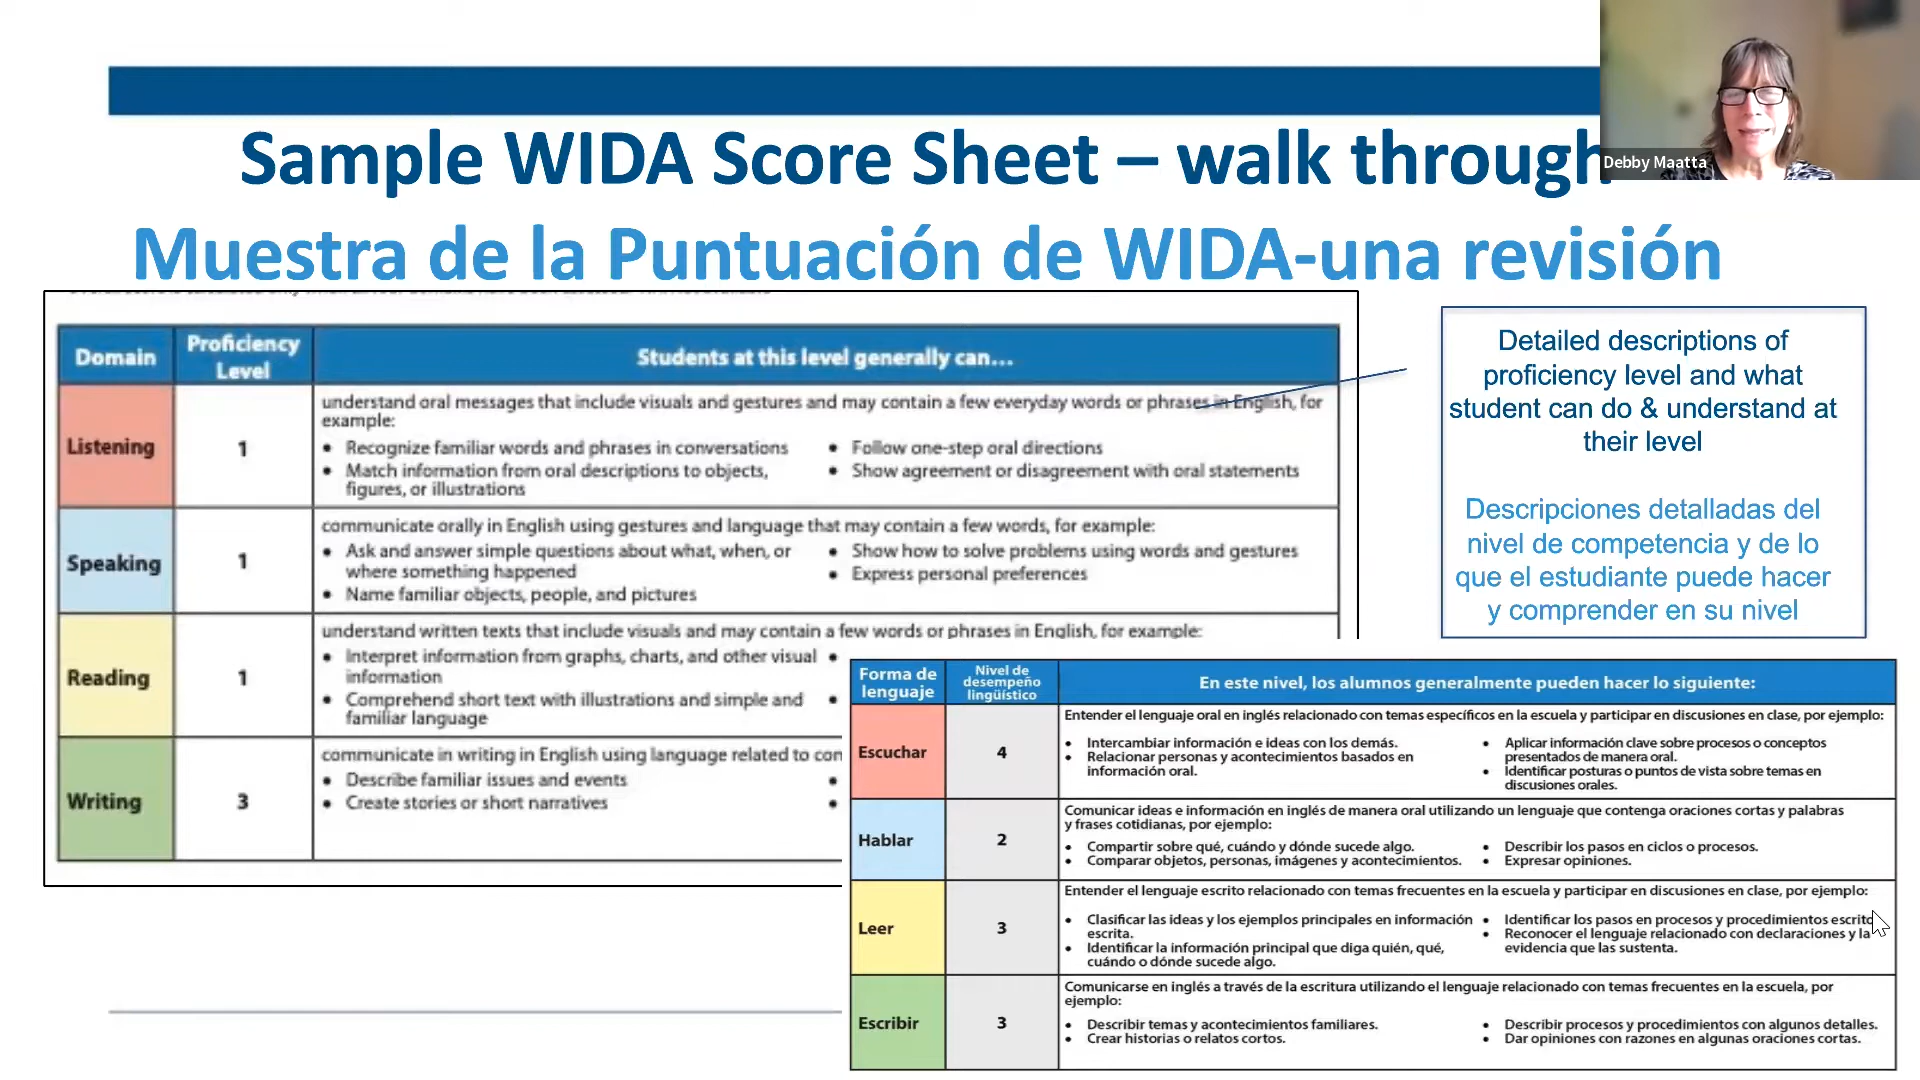 Sample WIDA Score Sheet – walk through
Debby Maatta
Muestra de la Puntuación de WIDA-una revisión
Domain
Proficiency
Level
Students at this level generally can...
Listening
1
understand oral messages that include visuals and gestures and may contain a few everyday words or phrases in English, for
example:
• Recognize familiar words and phrases in conversations
• Match information from oral descriptions to objects,
figures, or illustrations
• Follow one-step oral directions
• Show agreement or disagreement with oral statements
Speaking
1
communicate orally in English using gestures and language that may contain a few words, for example:
• Ask and answer simple questions about what, when, or
where something happened
• Name familiar objects, people, and pictures
• Show how to solve problems using words and gestures
• Express personal preferences
Reading
1
understand written texts that include visuals and may contain a few words or phrases in English, for example:
• Interpret information from graphs, charts, and other visual
information
• Comprehend short text with illustrations and simple and
familiar language
Writing
3
communicate in writing in English using language related to
• Describe familiar issues and events
• Create stories or short narratives
Detailed descriptions of
proficiency level and what
student can do & understand at
their level
Descripciones detalladas del
nivel de competencia y de lo
que el estudiante puede hacer
y comprender en su nivel
Forma de
lenguaje
Nivel de
desempeño
lingüístico
En este nivel, los alumnos generalmente pueden hacer lo siguiente:
Escuchar
4
Entender el lenguaje oral en inglés relacionado con temas específicos en la escuela y participar en discusiones en clase, por ejemplo:
• Intercambiar información e ideas con los demás.
• Relacionar personas y acontecimientos basados en
información oral.
• Aplicar información clave sobre procesos o conceptos
presentados de manera oral.
• Identificar posturas o puntos de vista sobre temas en
discusiones orales.
Hablar
2
Comunicar ideas e información en inglés de manera oral utilizando un lenguaje que contenga oraciones cortas y palabras
y frases cotidianas, por ejemplo:
• Compartir sobre qué, cuándo y dónde sucede algo.
• Comparar objetos, personas, imágenes y acontecimientos.
• Describir los pasos en ciclos o procesos.
• Expresar opiniones.
Leer
3
Entender el lenguaje escrito relacionado con temas frecuentes en la escuela y participar en discusiones en clase, por ejemplo:
• Clasificar las ideas y los ejemplos principales en información
escrita.
• Identificar la información principal que diga quién, qué,
cuándo o dónde sucede algo.
• Identificar los pasos en procesos y procedimientos escrito
• Reconocer el lenguaje relacionado con declaraciones y la
evidencia que las sustenta.
Escribir
3
Comunicarse en inglés a través de la escritura utilizando el lenguaje relacionado con temas frecuentes en la escuela, por
ejemplo:
• Describir temas y acontecimientos familiares.
• Crear historias o relatos cortos.
• Describir procesos y procedimientos con algunos detalles.
• Dar opiniones con razones en algunas oraciones cortas.